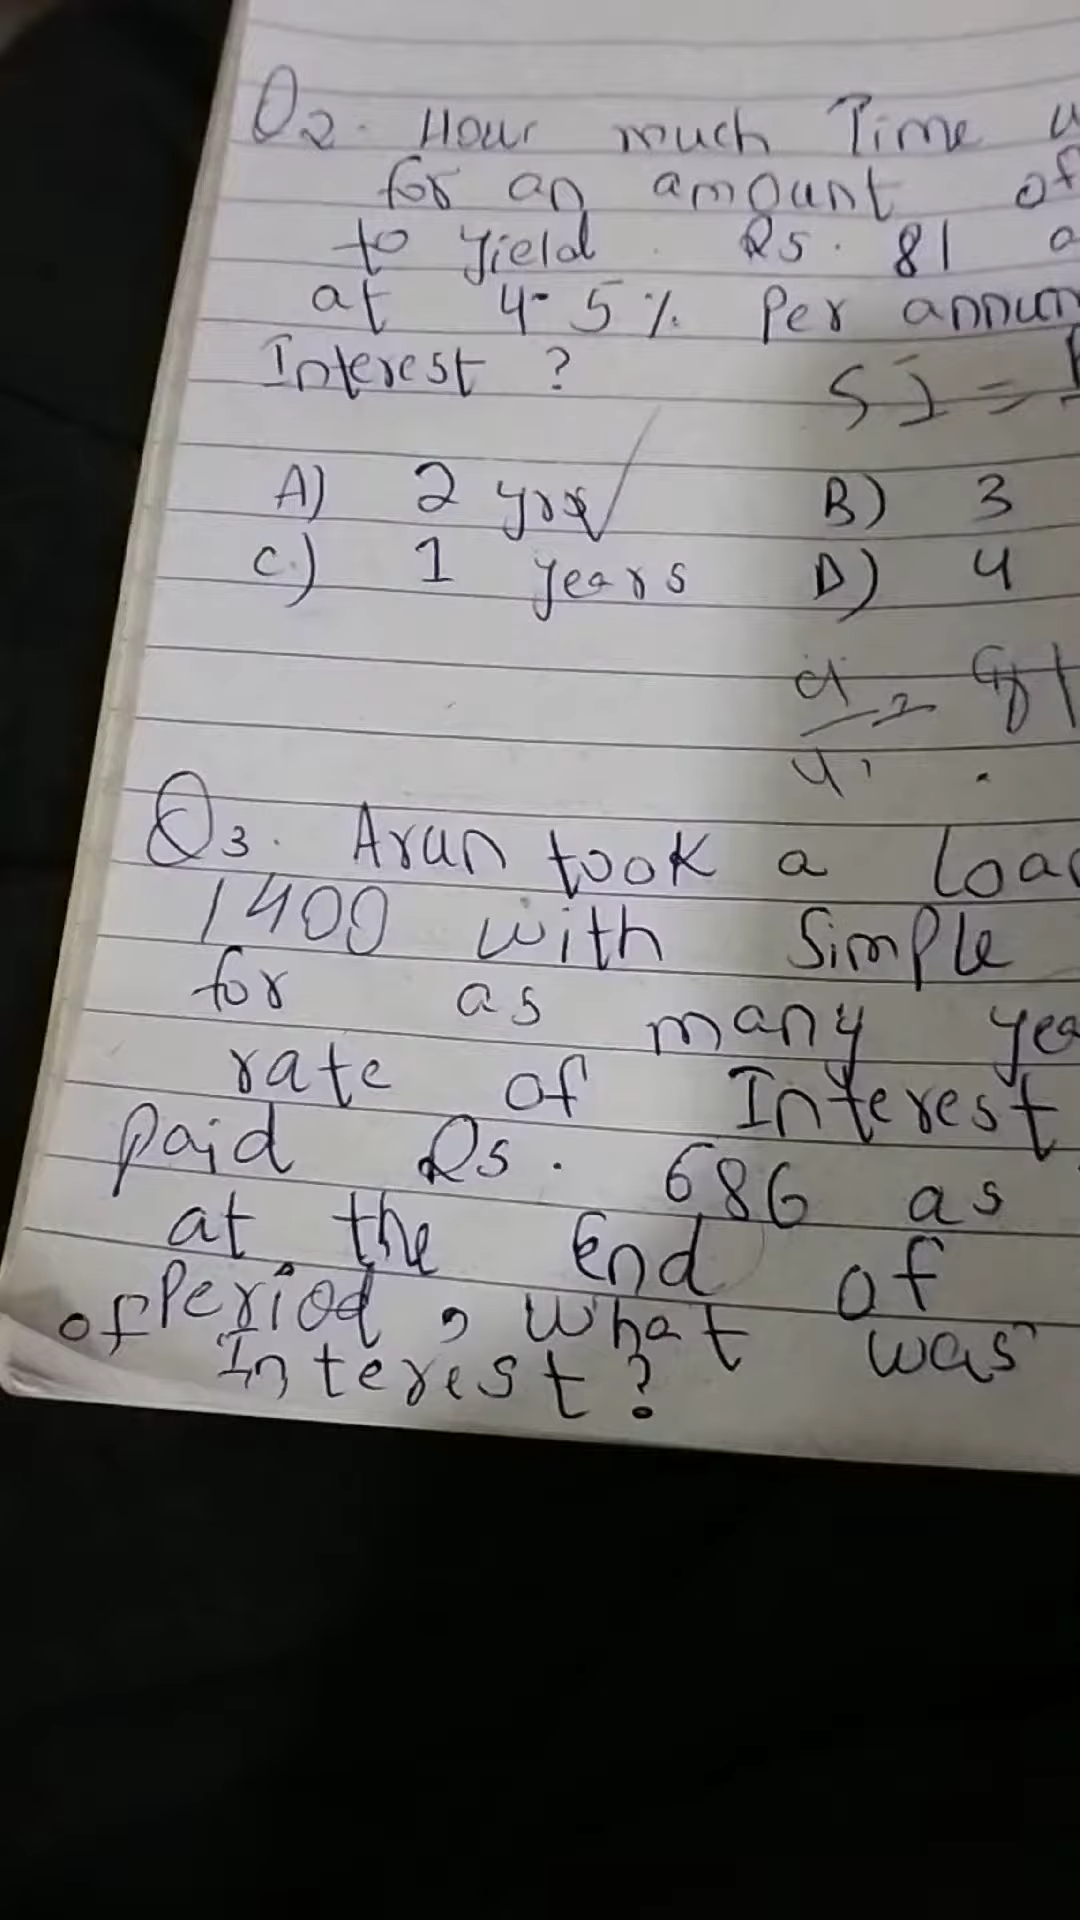 Q2. How much Time
for an amount of
to yield. Rs. 81 a
at 4.5% Per annum
Interest ?
SI =
A) 2 yrs
B) 3
C.) 1 years
D) 4
Q3. Arun took a Loa
1400 with Simple
for as many yea
rate of Interest
Paid Rs. 686 as
at the End of
of Period, what was
Interest?